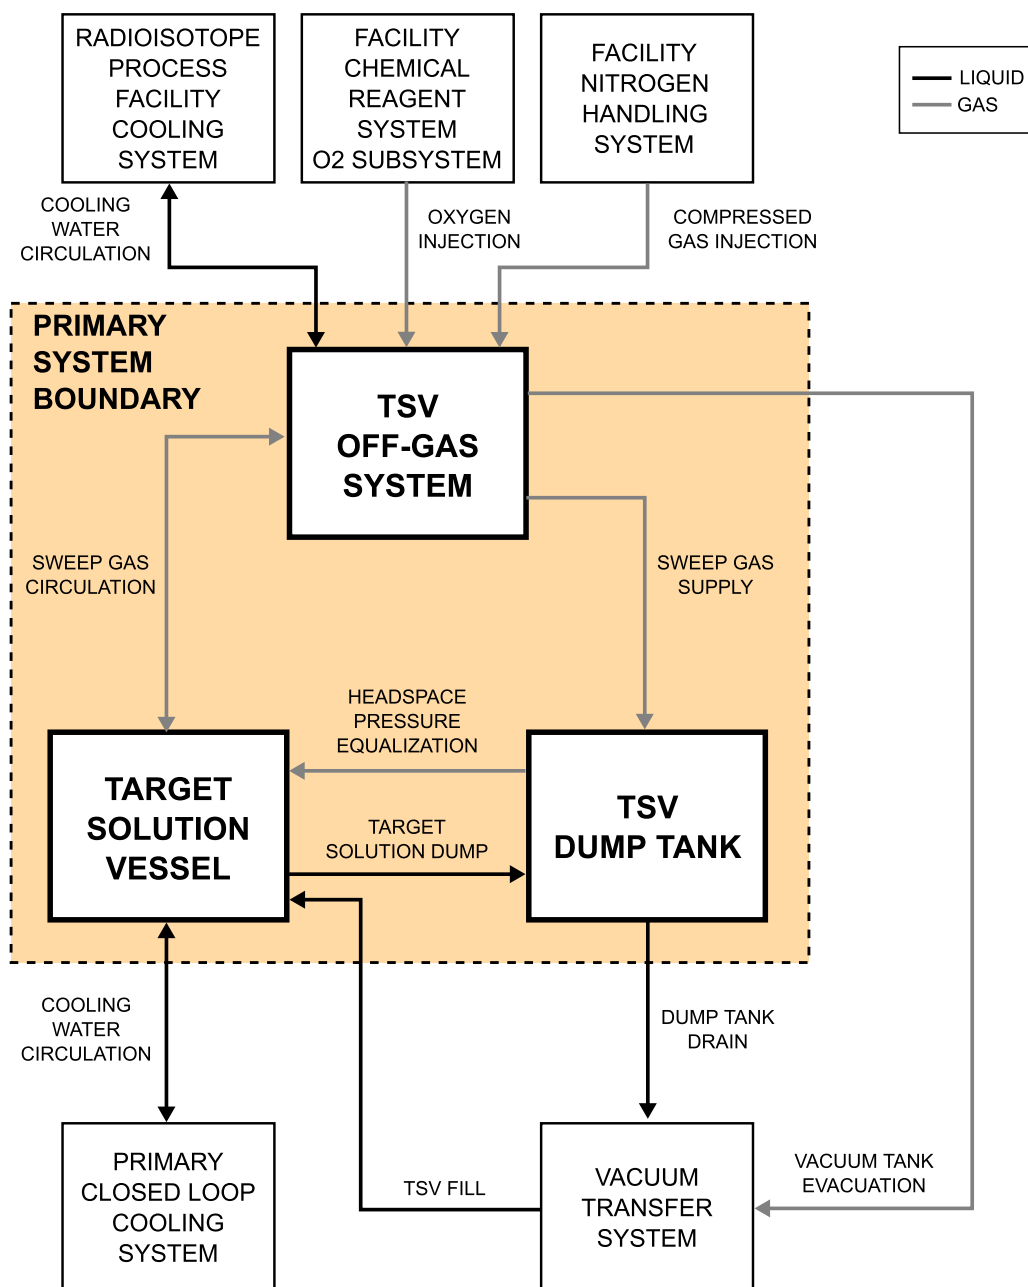 RADIOISOTOPE
PROCESS
FACILITY
COOLING
SYSTEM
FACILITY
CHEMICAL
REAGENT
SYSTEM
O2 SUBSYSTEM
FACILITY
NITROGEN
HANDLING
SYSTEM
LIQUID
GAS
COOLING
WATER
CIRCULATION
OXYGEN
INJECTION
COMPRESSED
GAS INJECTION
PRIMARY
SYSTEM
BOUNDARY
TSV
OFF-GAS
SYSTEM
SWEEP GAS
CIRCULATION
SWEEP GAS
SUPPLY
HEADSPACE
PRESSURE
EQUALIZATION
TARGET
SOLUTION
VESSEL
TARGET
SOLUTION DUMP
TSV
DUMP TANK
COOLING
WATER
CIRCULATION
DUMP TANK
DRAIN
PRIMARY
CLOSED LOOP
COOLING
SYSTEM
TSV FILL
VACUUM
TRANSFER
SYSTEM
VACUUM TANK
EVACUATION